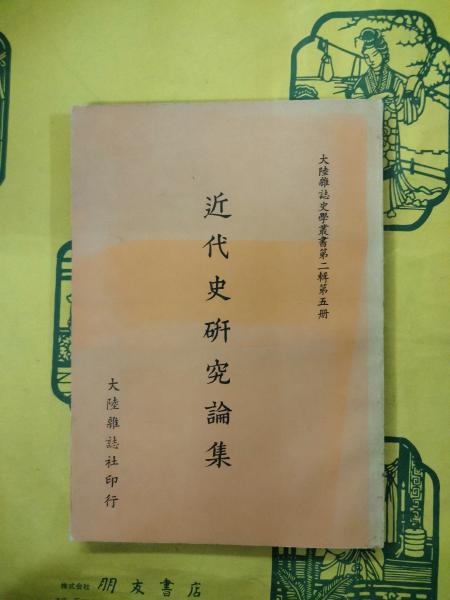 大陸雜誌史學叢書第二輯第五册
近代史研究論集
大陸雜誌社印行
株式会社 朋友書店